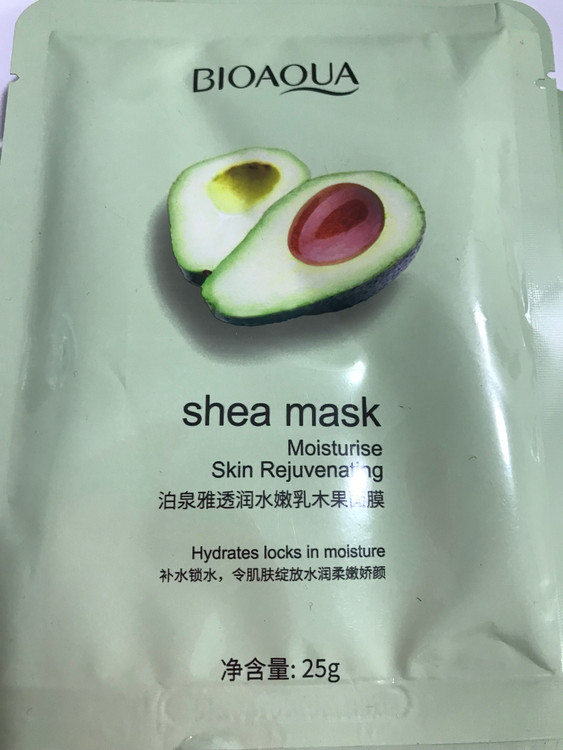 BIOAQUA
shea mask
Moisturise
Skin Rejuvenating
泊泉雅透润水嫩乳木果面膜
Hydrates locks in moisture
补水锁水，令肌肤绽放水润柔嫩娇颜
净含量: 25g